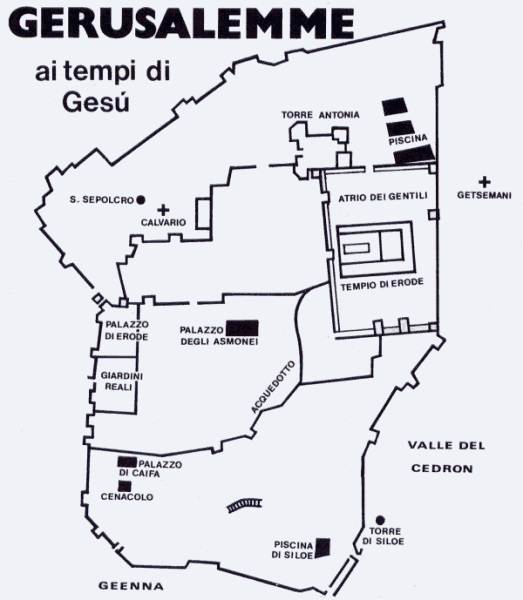 GERUSALEMME
ai tempi di
Gesú
TORRE ANTONIA
PISCINA
S. SEPOLCRO
CALVARIO
ATRIO DEI GENTILI
GETSEMANI
TEMPIO DI ERODE
PALAZZO
DI ERODE
PALAZZO
DEGLI ASMONEI
GIARDINI
REALI
ACQUEDOTTO
VALLE DEL
CEDRON
PALAZZO
DI CAIFA
CENACOLO
PISCINA
DI SILOE
TORRE
DI SILOE
GEENNA